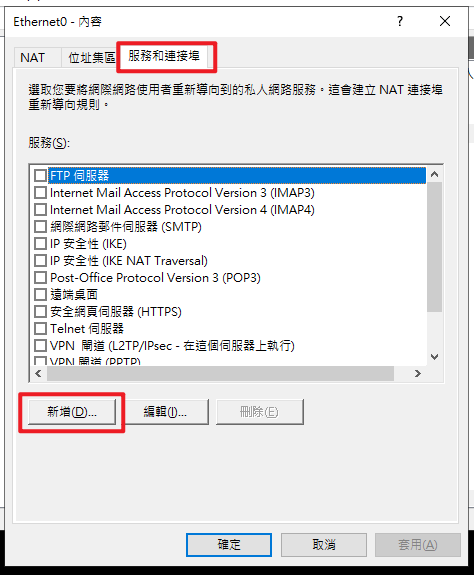 Ethernet0 - 內容
NAT
位址集區
服務和連接埠
選取您要將網際網路使用者重新導向到的私人網路服務。這會建立 NAT 連接埠
重新導向規則。
服務(S):
FTP 伺服器
Internet Mail Access Protocol Version 3 (IMAP3)
Internet Mail Access Protocol Version 4 (IMAP4)
網際網路郵件伺服器 (SMTP)
IP 安全性 (IKE)
IP 安全性 (IKE NAT Traversal)
Post-Office Protocol Version 3 (POP3)
遠端桌面
安全網頁伺服器 (HTTPS)
Telnet 伺服器
VPN 閘道 (L2TP/IPsec - 在這個伺服器上執行)
VPN 閘道 (PPTP)
新增(D)...
編輯(I)...
刪除(E)
確定
取消
套用(A)